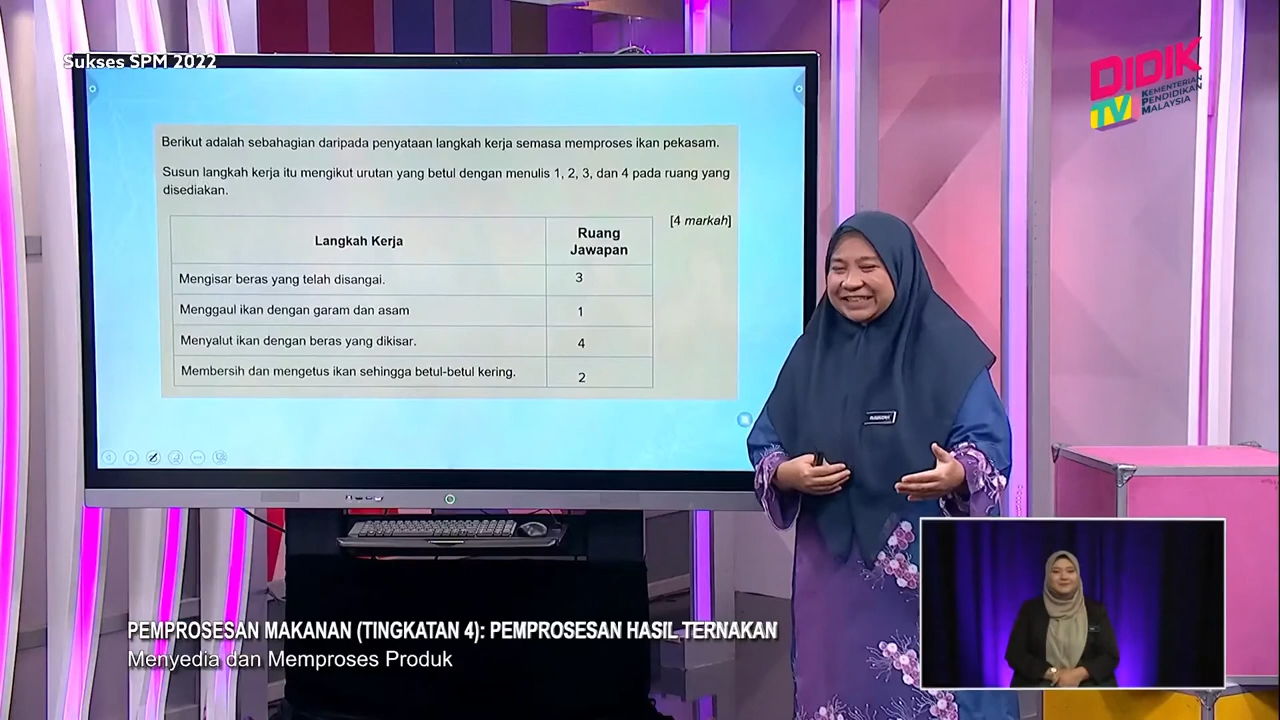 Sukses SPM 2022
DIDIK
TV
KEMENTERIAN
PENDIDIKAN
MALAYSIA
Berikut adalah sebahagian daripada penyataan langkah kerja semasa memproses ikan pekasam.
Susun langkah kerja itu mengikut urutan yang betul dengan menulis 1, 2, 3, dan 4 pada ruang yang
disediakan.
[4 markah]
Langkah Kerja
Ruang
Jawapan
Mengisar beras yang telah disangai.
3
Menggaul ikan dengan garam dan asam
1
Menyalut ikan dengan beras yang dikisar.
4
Membersih dan mengetus ikan sehingga betul-betul kering.
2
PEMPROSESAN MAKANAN (TINGKATAN 4): PEMPROSESAN HASIL TERNAKAN
Menyedia dan Memproses Produk